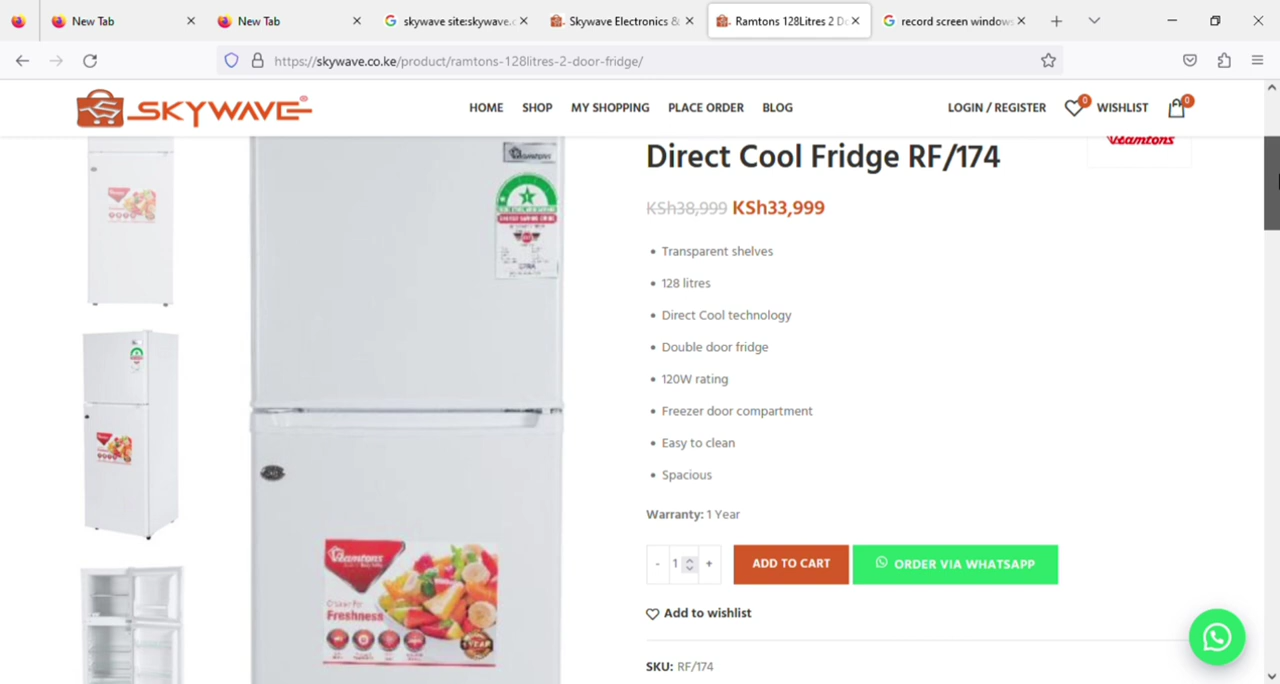 New Tab
New Tab
skywave site:skywave.c
Skywave Electronics &
Ramtons 128Litres 2 Do
record screen windows
https://skywave.co.ke/product/ramtons-128litres-2-door-fridge/
SKYWAVE
HOME
SHOP
MY SHOPPING
PLACE ORDER
BLOG
LOGIN / REGISTER
0
WISHLIST
0
Ramtons
Direct Cool Fridge RF/174
KSh38,999 KSh33,999
• Transparent shelves
• 128 litres
• Direct Cool technology
• Double door fridge
• 120W rating
• Freezer door compartment
• Easy to clean
• Spacious
Warranty: 1 Year
- 1 +
ADD TO CART
ORDER VIA WHATSAPP
Add to wishlist
SKU: RF/174
Ramtons
Ramtons
Freshness